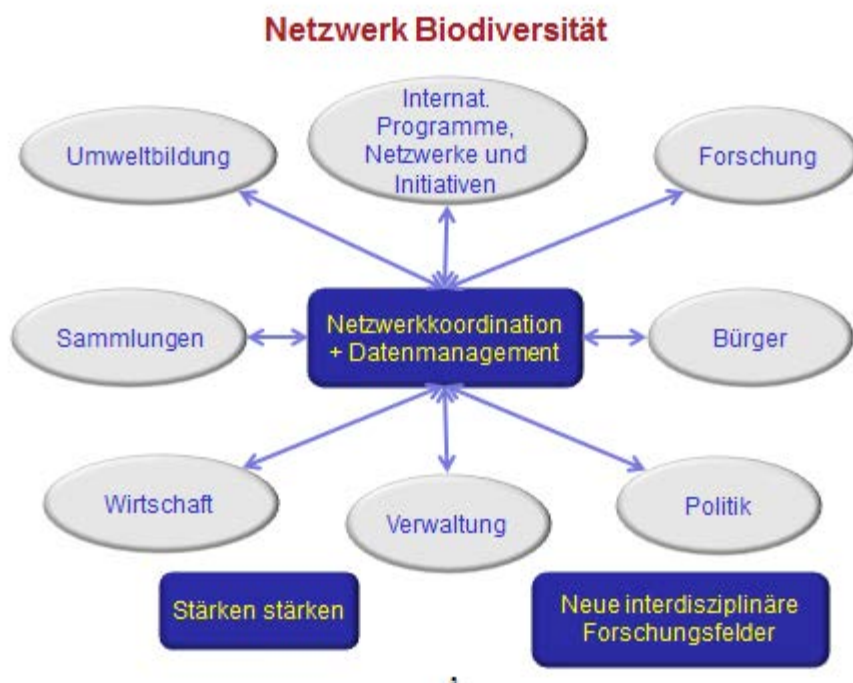 Netzwerk Biodiversität
Internat.
Programme,
Netzwerke und
Initiativen
Umweltbildung
Forschung
Sammlungen
Netzwerkkoordination
+ Datenmanagement
Bürger
Wirtschaft
Verwaltung
Politik
Stärken stärken
Neue interdisziplinäre
Forschungsfelder